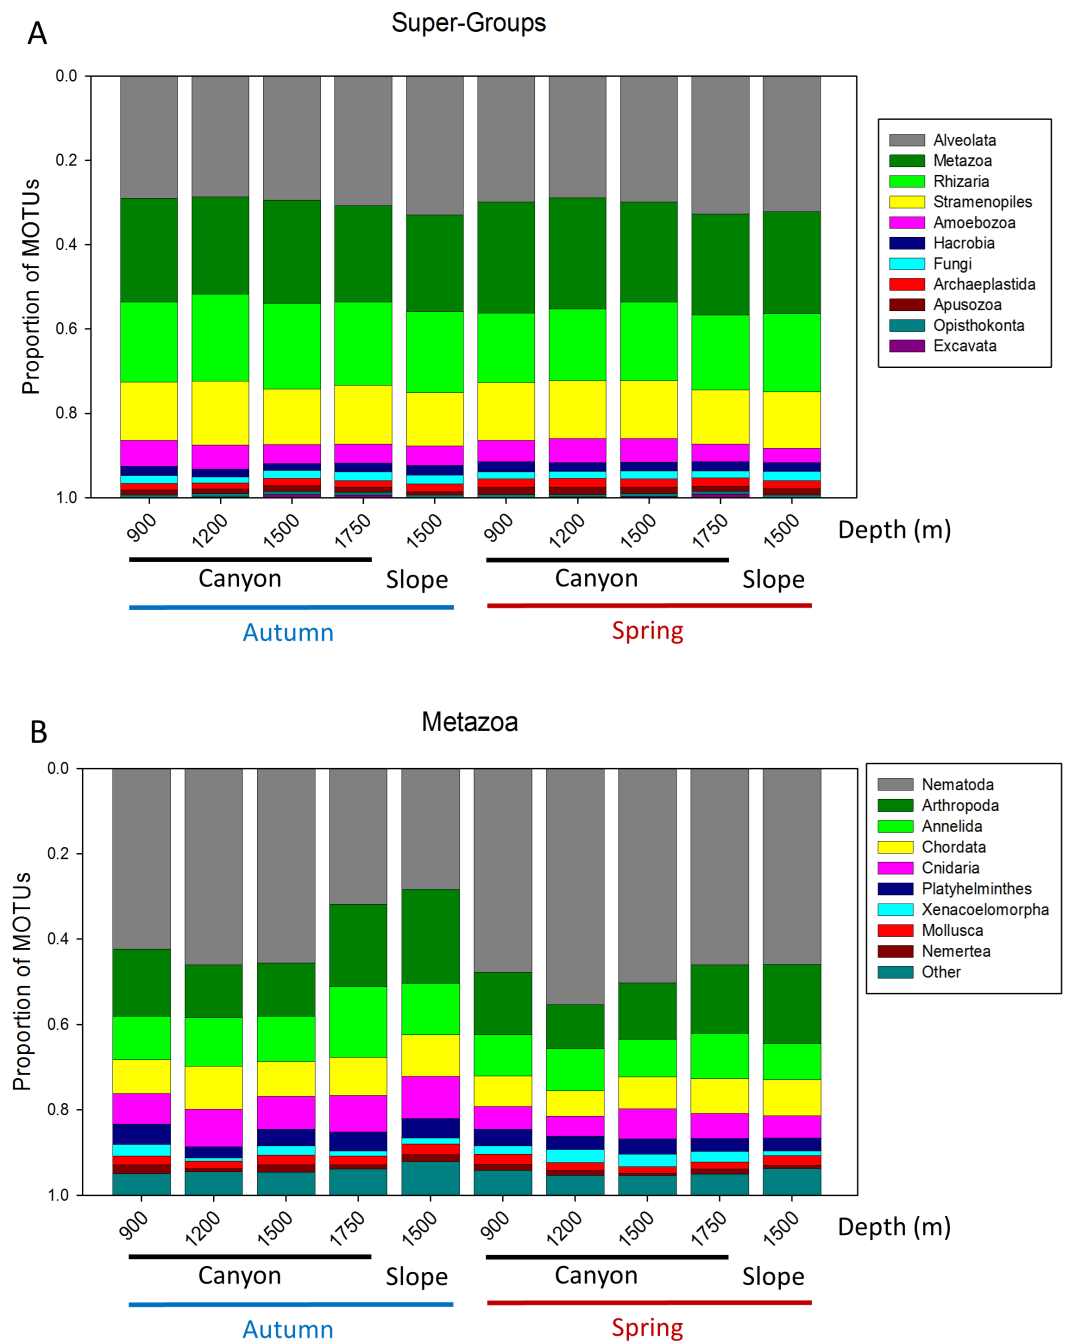 A
Super-Groups
Proportion of MOTUs
0.0
0.2
0.4
0.6
0.8
1.0
Alveolata
Metazoa
Rhizaria
Stramenopiles
Amoebozoa
Hacrobia
Fungi
Archaeplastida
Apusozoa
Opisthokonta
Excavata
900 1200 1500 1750 1500 900 1200 1500 1750 1500
Depth (m)
Canyon Slope Canyon Slope
Autumn Spring
B
Metazoa
Proportion of MOTUs
0.0
0.2
0.4
0.6
0.8
1.0
Nematoda
Arthropoda
Annelida
Chordata
Cnidaria
Platyhelminthes
Xenacoelomorpha
Mollusca
Nemertea
Other
900 1200 1500 1750 1500 900 1200 1500 1750 1500
Depth (m)
Canyon Slope Canyon Slope
Autumn Spring